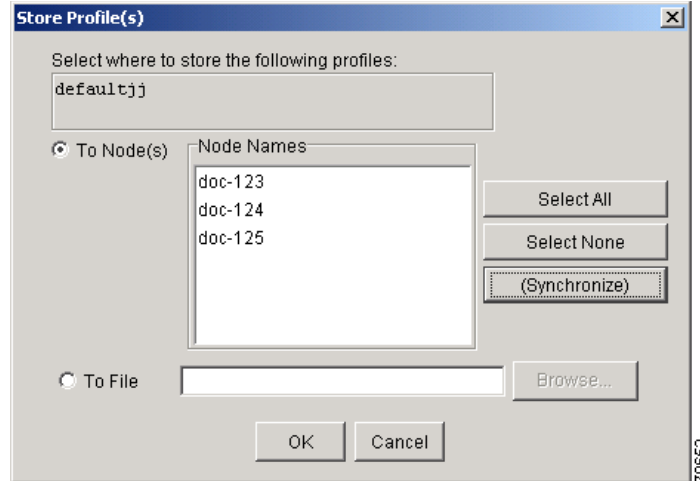 Store Profile(s)
Select where to store the following profiles:
defaultjj
To Node(s)
Node Names
doc-123
doc-124
doc-125
Select All
Select None
(Synchronize)
To File
Browse...
OK
Cancel